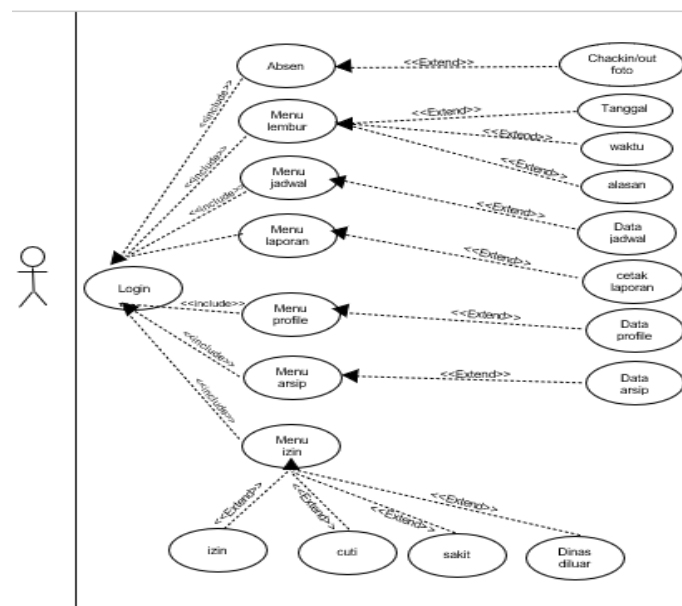 Absen
<<Extend>>
Chackin/out
foto
<<include>>
Menu
lembur
<<Extend>>
Tanggal
<<Extend>>
waktu
<<Extend>>
alasan
<<include>>
Menu
jadwal
<<Extend>>
Data
jadwal
<<include>>
Menu
laporan
<<Extend>>
cetak
laporan
Login
<<include>>
Menu
profile
<<Extend>>
Data
profile
<<include>>
Menu
arsip
<<Extend>>
Data
arsip
<<include>>
Menu
izin
<<Extend>>
<<Extend>>
<<Extend>>
<<Extend>>
izin
cuti
sakit
Dinas
diluar